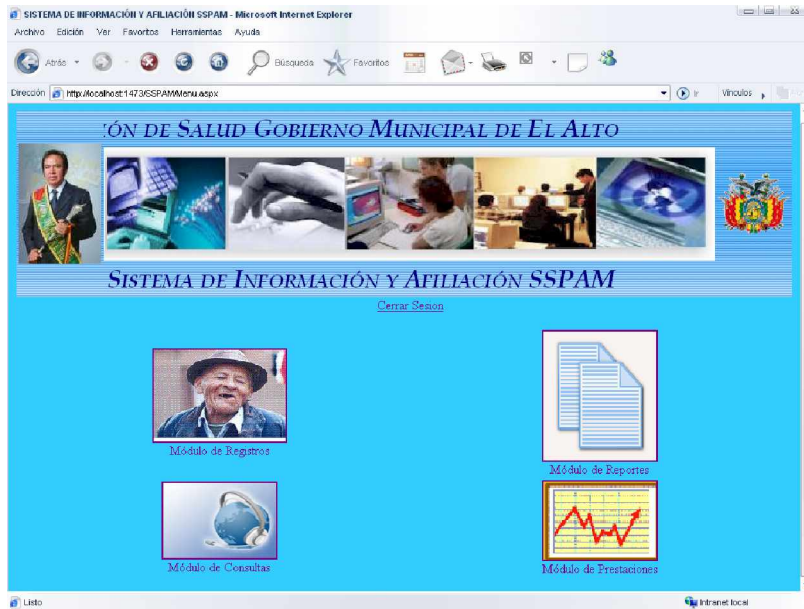 SISTEMA DE INFORMACIÓN Y AFILIACIÓN SSPAM - Microsoft Internet Explorer
Archivo Edición Ver Favoritos Herramientas Ayuda
Atrás Búsqueda Favoritos
Dirección http://localhost:1473/SSPAM/Menu.aspx Ir Vínculos
IÓN DE SALUD GOBIERNO MUNICIPAL DE EL ALTO
SISTEMA DE INFORMACIÓN Y AFILIACIÓN SSPAM
Cerrar Sesion
Módulo de Registros
Módulo de Reportes
Módulo de Consultas
Módulo de Prestaciones
Listo Intranet local